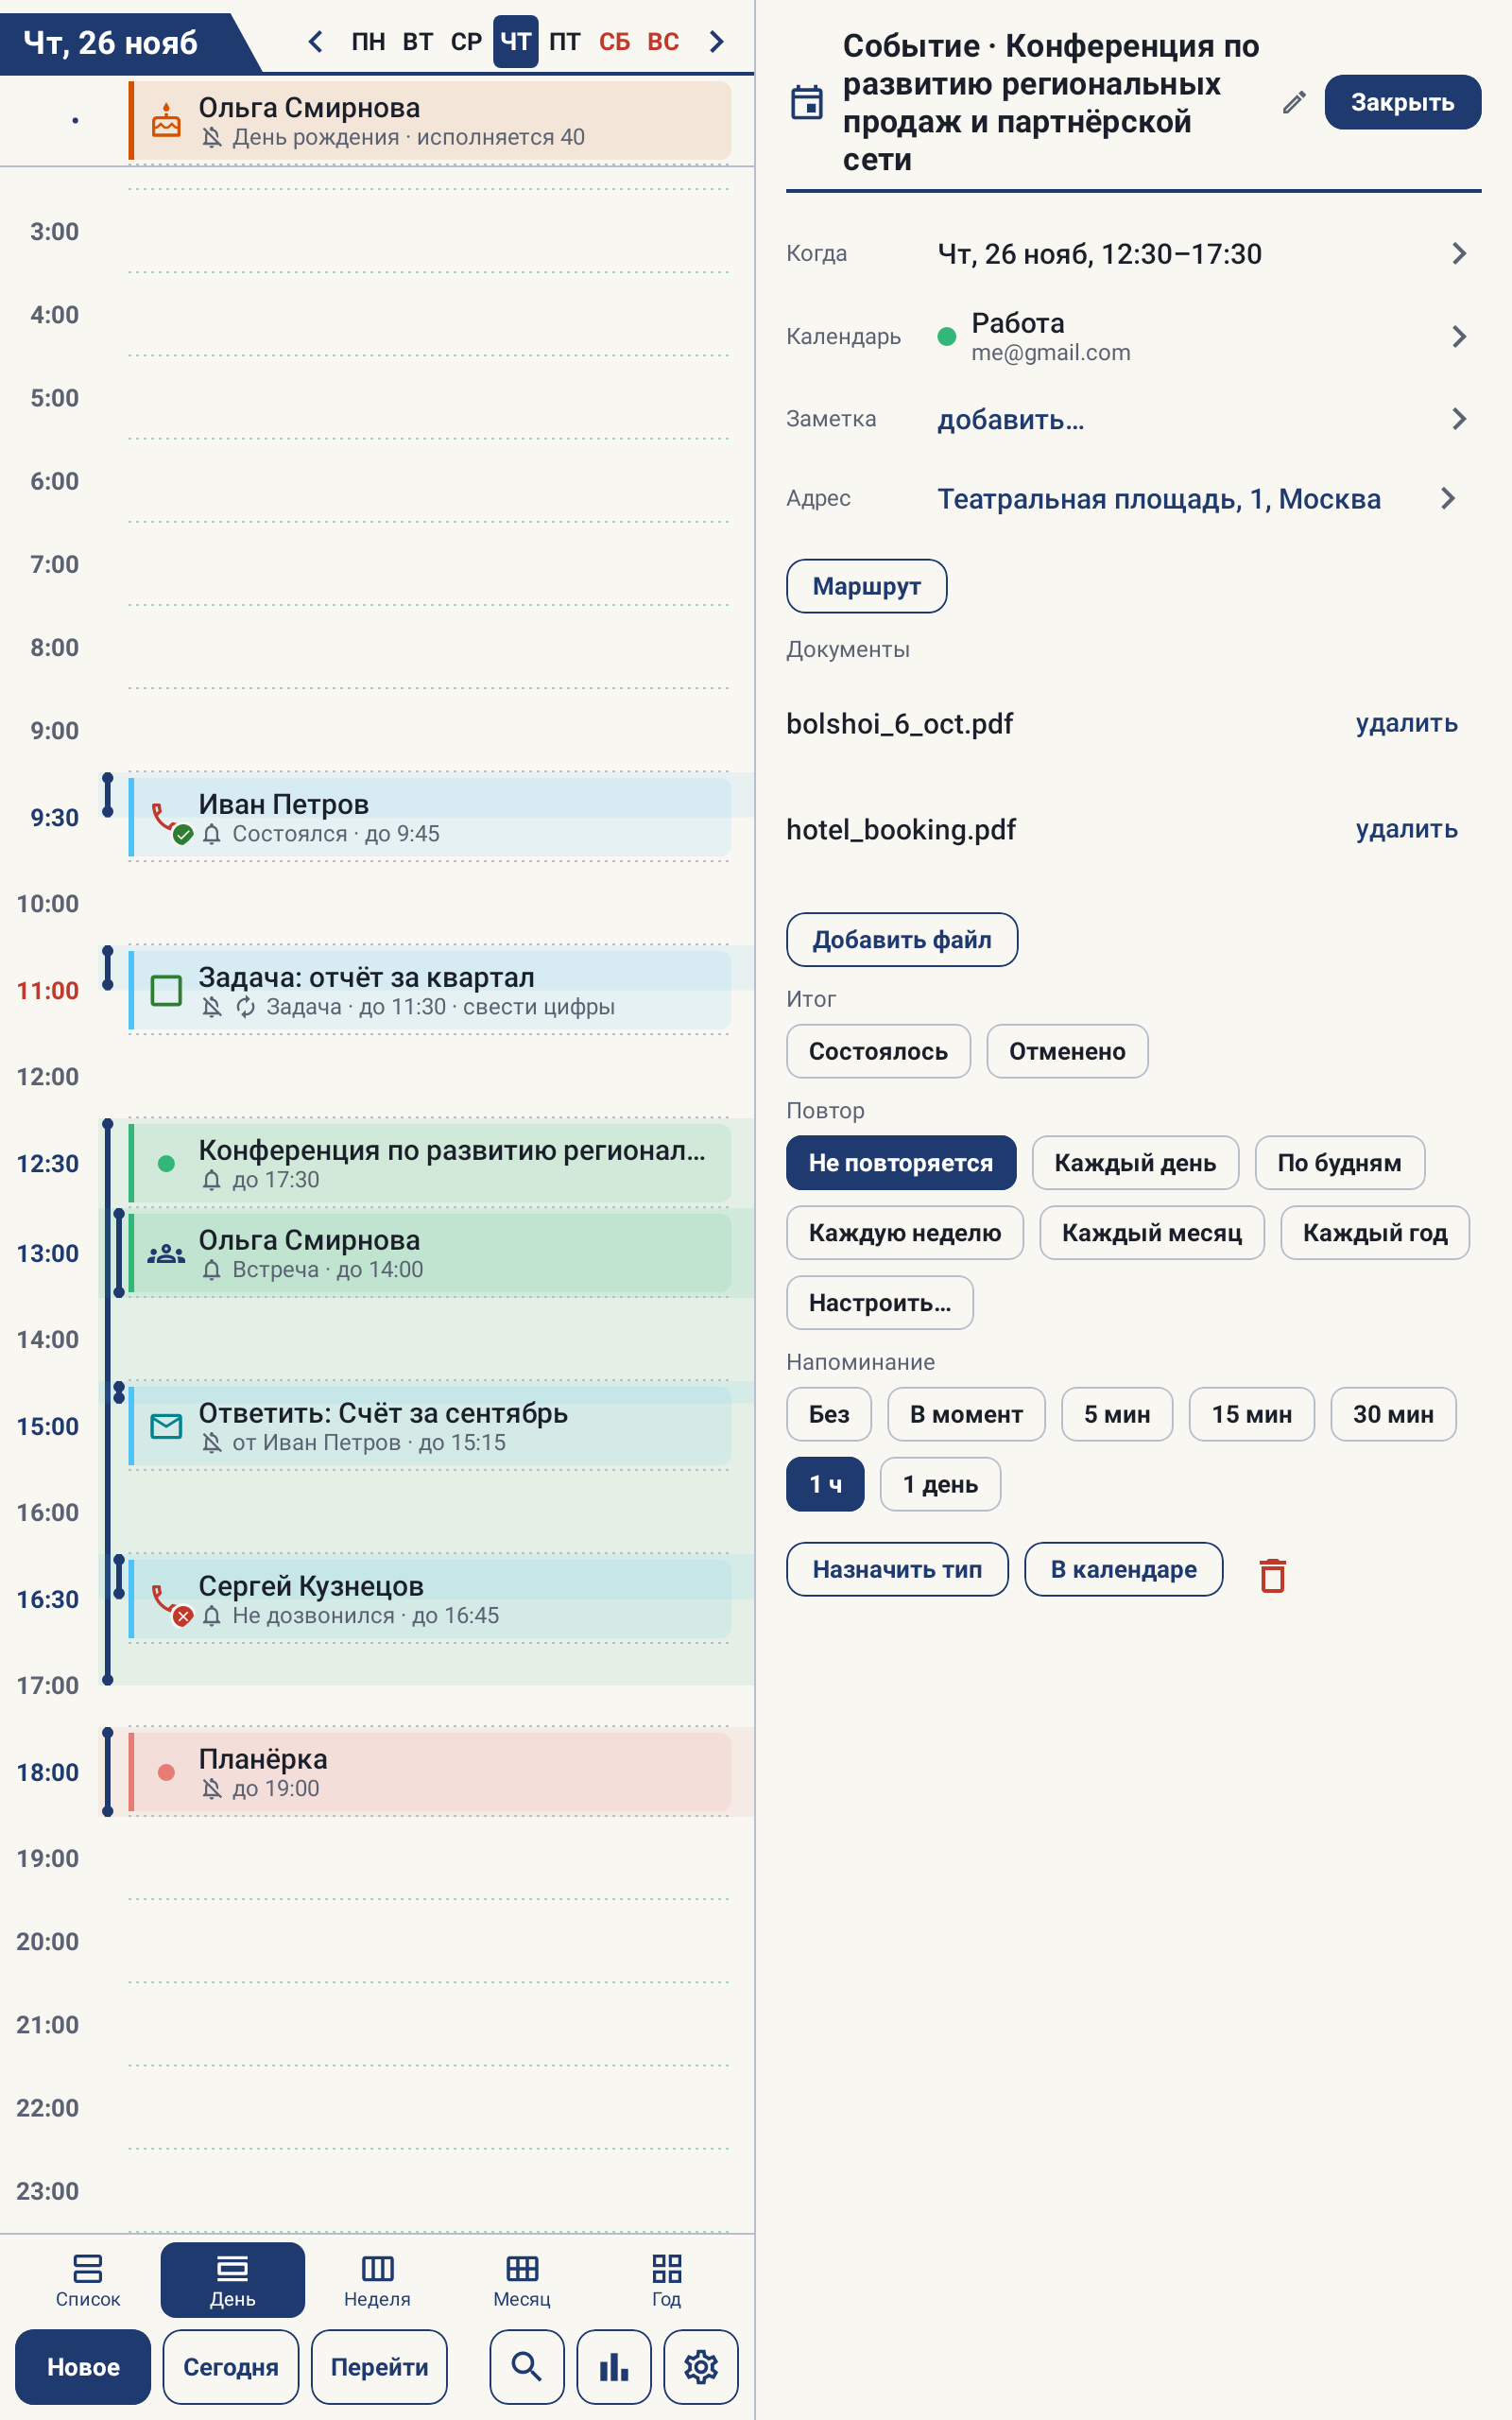 Чт, 26 нояб
ПН ВТ СР ЧТ ПТ СБ ВС
Ольга Смирнова
День рождения · исполняется 40
3:00
4:00
5:00
6:00
7:00
8:00
9:00
9:30
Иван Петров
Состоялся · до 9:45
10:00
11:00
Задача: отчёт за квартал
Задача · до 11:30 · свести цифры
12:00
12:30
Конференция по развитию регионал…
до 17:30
13:00
Ольга Смирнова
Встреча · до 14:00
14:00
15:00
Ответить: Счёт за сентябрь
от Иван Петров · до 15:15
16:00
16:30
Сергей Кузнецов
Не дозвонился · до 16:45
17:00
18:00
Планёрка
до 19:00
19:00
20:00
21:00
22:00
23:00
Список День Неделя Месяц Год
Новое Сегодня Перейти
Событие · Конференция по
развитию региональных
продаж и партнёрской
сети
Закрыть
Когда Чт, 26 нояб, 12:30–17:30
Календарь Работа
me@gmail.com
Заметка добавить…
Адрес Театральная площадь, 1, Москва
Маршрут
Документы
bolshoi_6_oct.pdf удалить
hotel_booking.pdf удалить
Добавить файл
Итог
Состоялось Отменено
Повтор
Не повторяется Каждый день По будням
Каждую неделю Каждый месяц Каждый год
Настроить…
Напоминание
Без В момент 5 мин 15 мин 30 мин
1 ч 1 день
Назначить тип В календаре